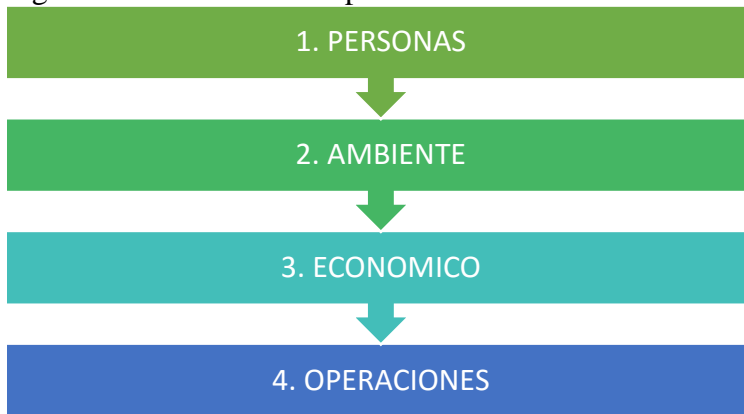 1. PERSONAS
2. AMBIENTE
3. ECONOMICO
4. OPERACIONES